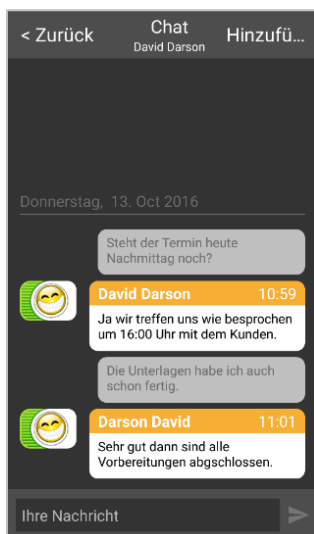 < Zurück
Chat
David Darson
Hinzufü...
Donnerstag, 13. Oct 2016
Steht der Termin heute
Nachmittag noch?
David Darson 10:59
Ja wir treffen uns wie besprochen
um 16:00 Uhr mit dem Kunden.
Die Unterlagen habe ich auch
schon fertig.
Darson David 11:01
Sehr gut dann sind alle
Vorbereitungen abgschlossen.
Ihre Nachricht